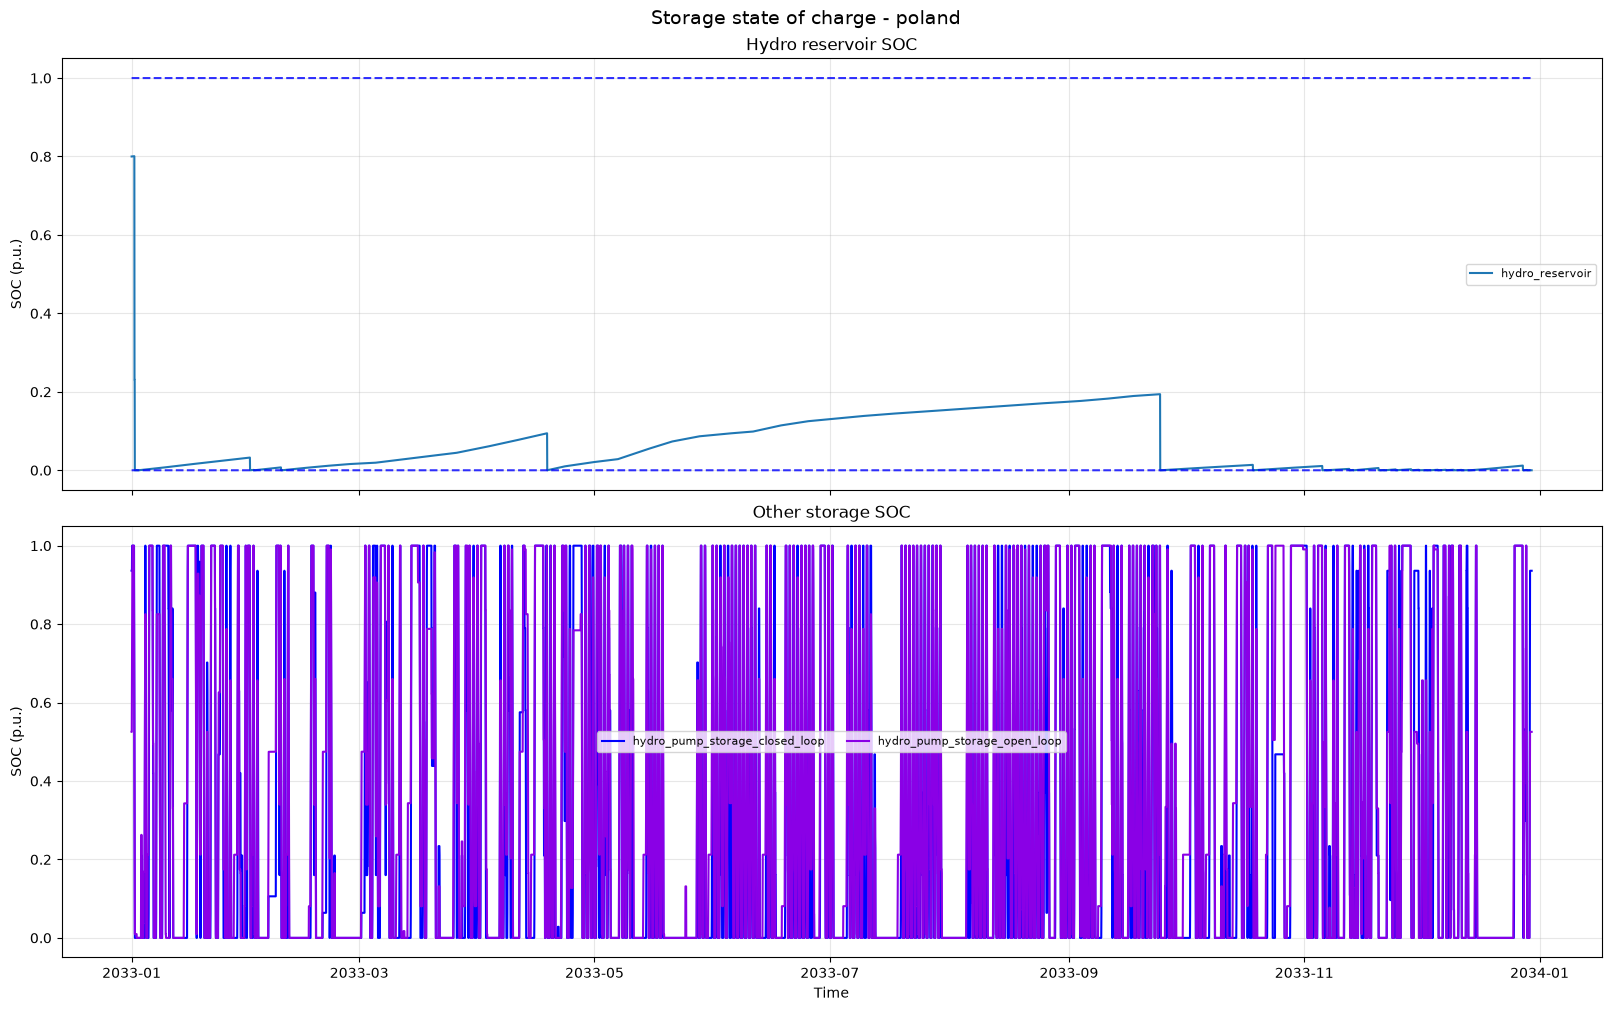 Storage state of charge - poland
Hydro reservoir SOC
1.0
0.8
0.6
0.4
0.2
0.0
SOC (p.u.)
hydro_reservoir
Other storage SOC
1.0
0.8
0.6
0.4
0.2
0.0
SOC (p.u.)
hydro_pump_storage_closed_loop hydro_pump_storage_open_loop
2033-01 2033-03 2033-05 2033-07 2033-09 2033-11 2034-01
Time